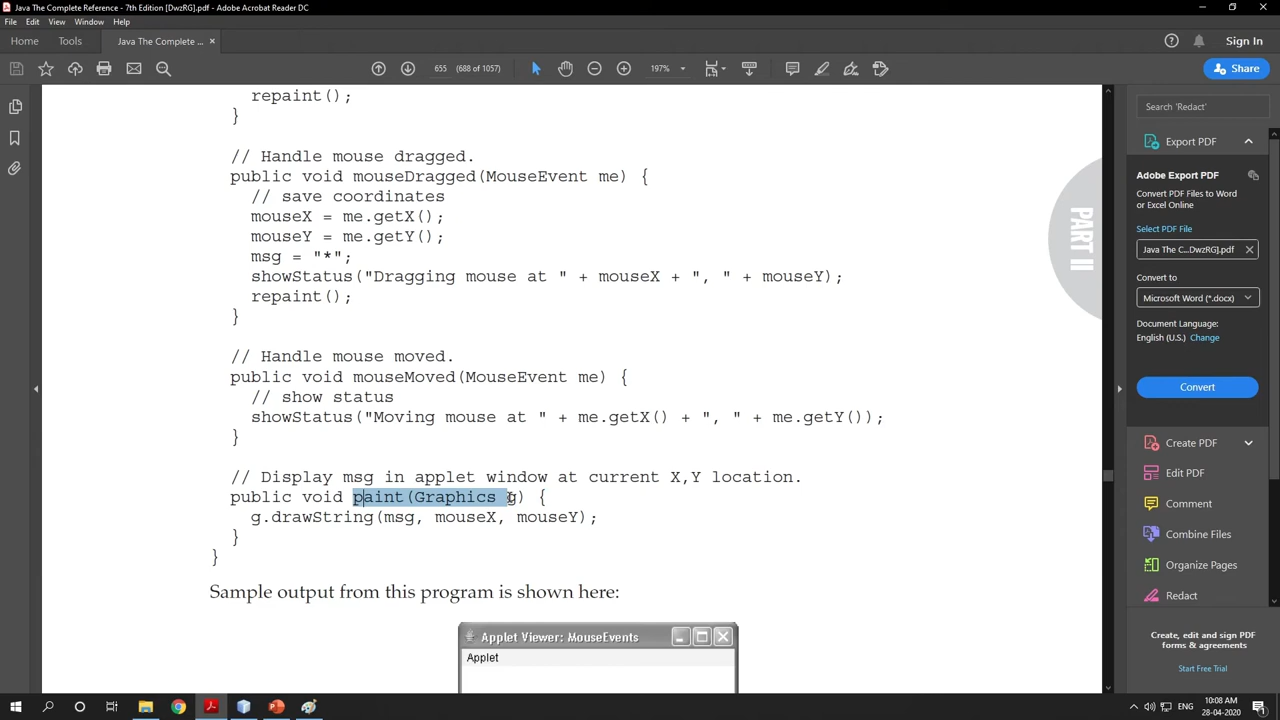 Java The Complete Reference - 7th Edition [DwzRG].pdf - Adobe Acrobat Reader DC
File Edit View Window Help
Home Tools Java The Complete ... × Sign In
655 (688 of 1057) 197% Share
repaint();
}
// Handle mouse dragged.
public void mouseDragged(MouseEvent me) {
// save coordinates
mouseX = me.getX();
mouseY = me.getY();
msg = "*";
showStatus("Dragging mouse at " + mouseX + ", " + mouseY);
repaint();
}
// Handle mouse moved.
public void mouseMoved(MouseEvent me) {
// show status
showStatus("Moving mouse at " + me.getX() + ", " + me.getY());
}
// Display msg in applet window at current X,Y location.
public void paint(Graphics g) {
g.drawString(msg, mouseX, mouseY);
}
}
Sample output from this program is shown here:
Applet Viewer: MouseEvents
Applet
PART II
Search 'Redact'
Export PDF
Adobe Export PDF
Convert PDF Files to Word
or Excel Online
Select PDF File
Java The C...DwzRG].pdf
Convert to
Microsoft Word (*.docx)
Document Language:
English (U.S.) Change
Convert
Create PDF
Edit PDF
Comment
Combine Files
Organize Pages
Redact
Create, edit and sign PDF
forms & agreements
Start Free Trial
ENG
10:08 AM
28-04-2020